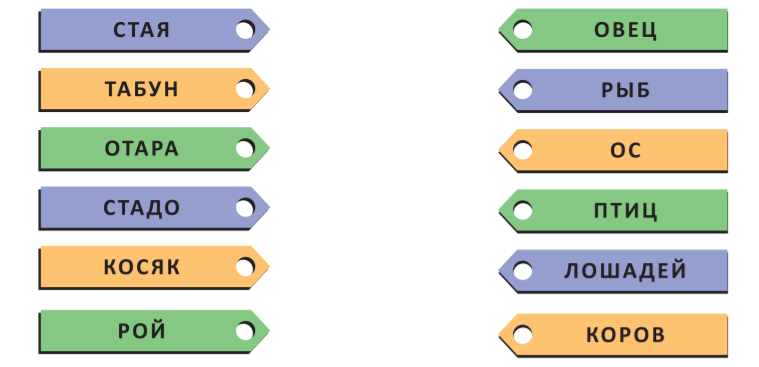 СТАЯ
ТАБУН
ОТАРА
СТАДО
КОСЯК
РОЙ
ОВЕЦ
РЫБ
ОС
ПТИЦ
ЛОШАДЕЙ
КОРОВ